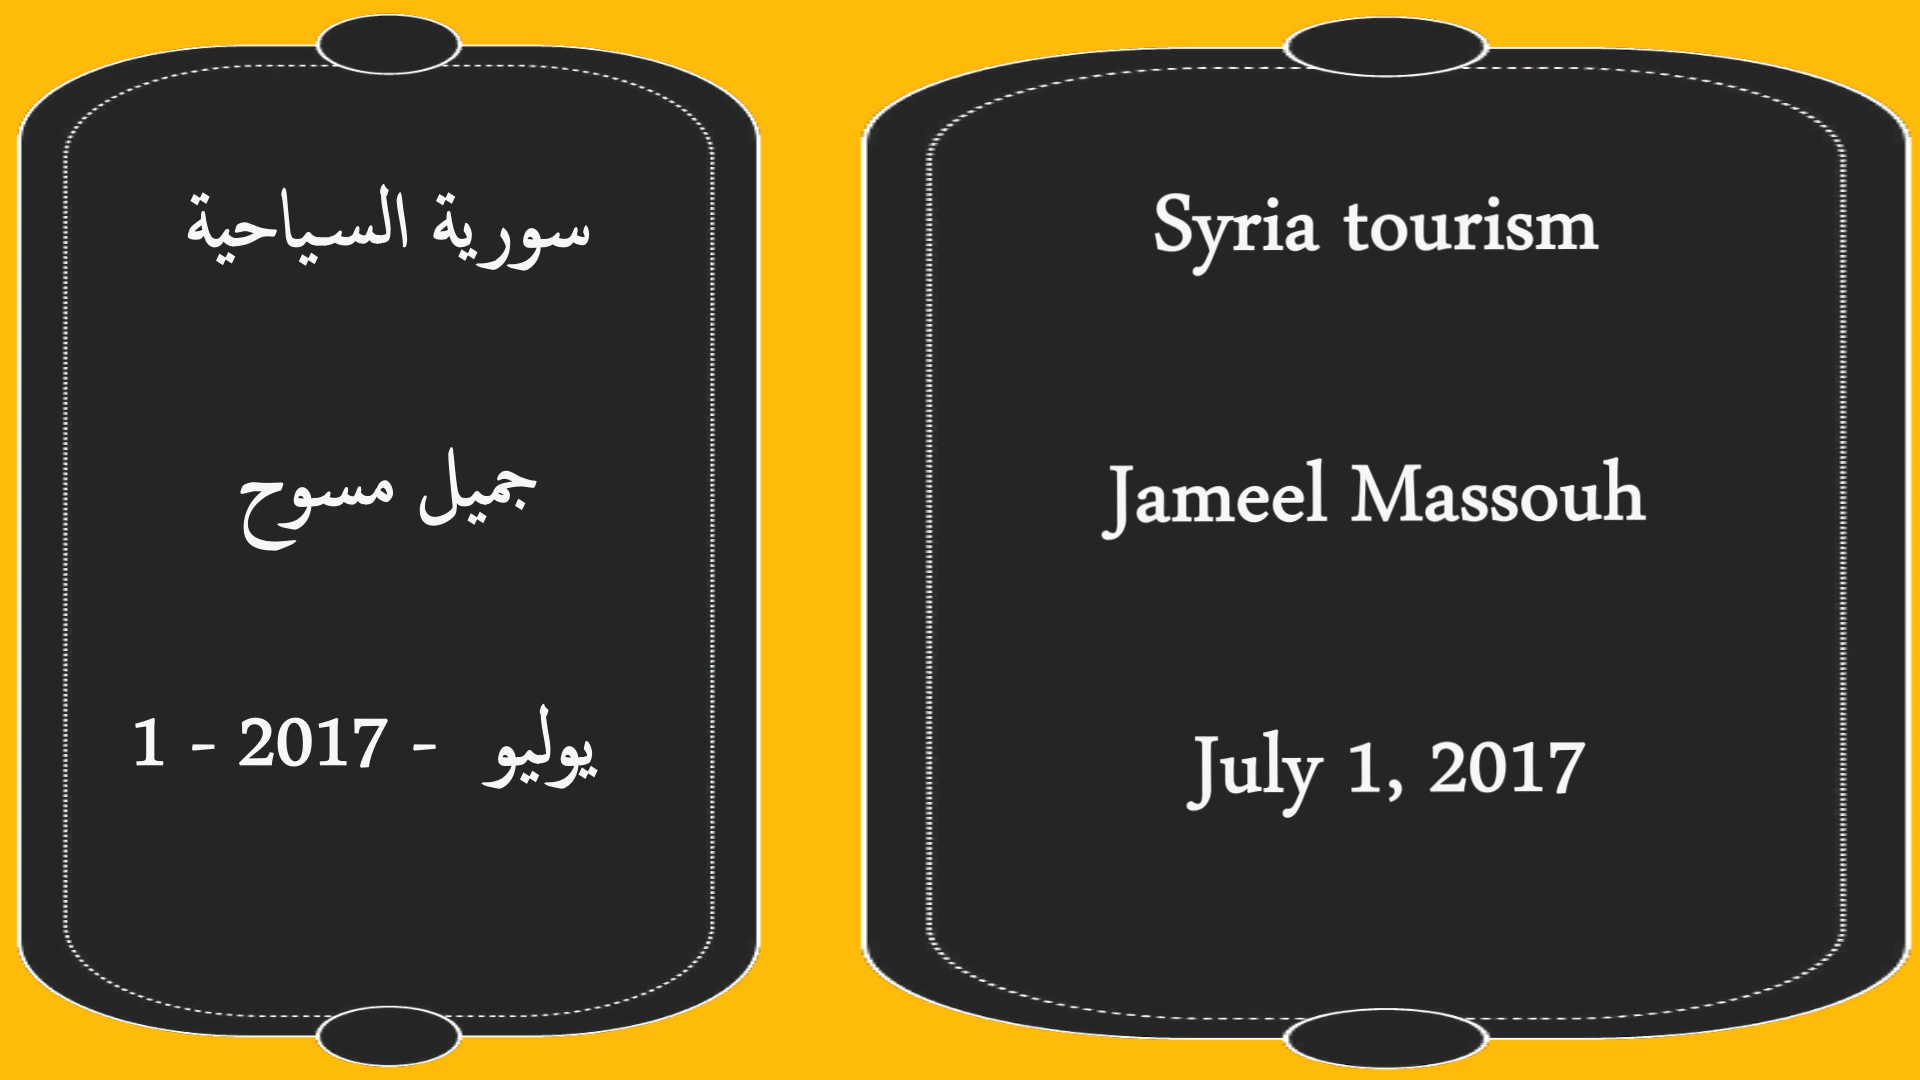 سورية السياحية
جميل مسوح
يوليو - 2017 - 1
Syria tourism
Jameel Massouh
July 1, 2017